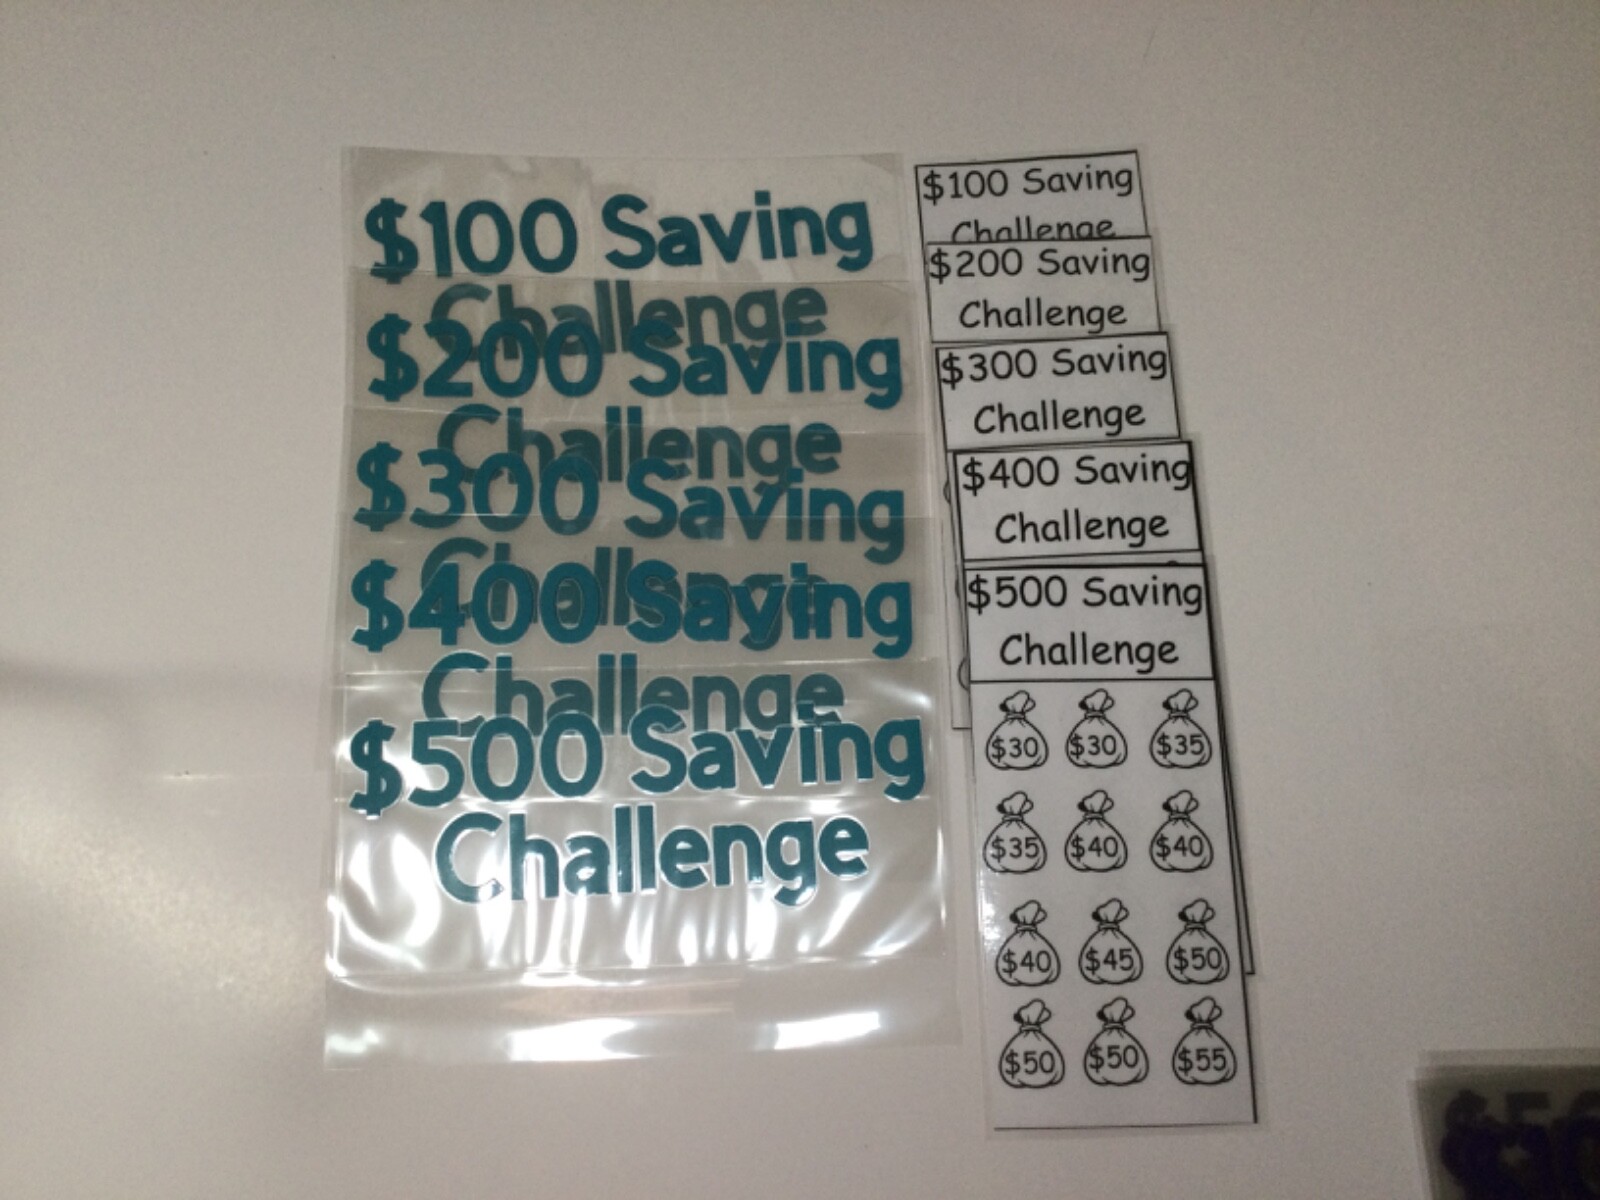 $100 Saving
Challenge
$200 Saving
Challenge
$300 Saving
Challenge
$400 Saving
Challenge
$500 Saving
Challenge
$100 Saving
Challenge
$200 Saving
Challenge
$300 Saving
Challenge
$400 Saving
Challenge
$500 Saving
Challenge
$30 $30 $35
$35 $40 $40
$40 $45 $50
$50 $50 $55